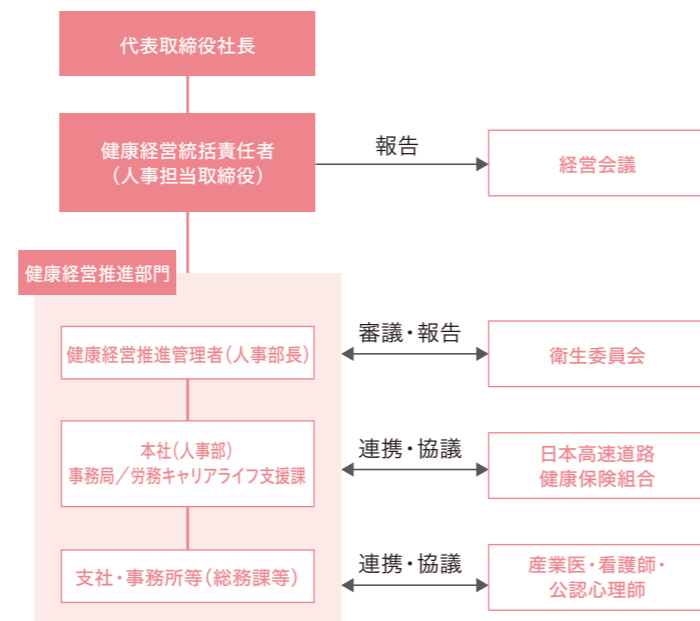 代表取締役社長
健康経営統括責任者
（人事担当取締役）
報告
経営会議
健康経営推進部門
健康経営推進管理者（人事部長）
審議・報告
衛生委員会
本社（人事部）
事務局／労務キャリアライフ支援課
連携・協議
日本高速道路
健康保険組合
支社・事務所等（総務課等）
連携・協議
産業医・看護師・
公認心理師